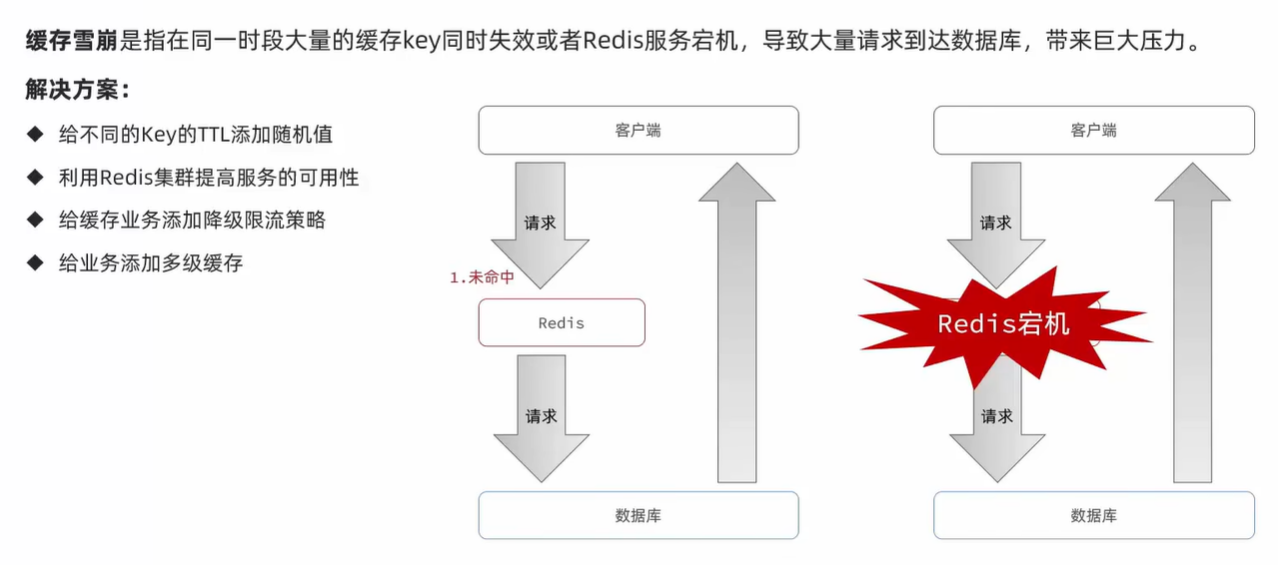 缓存雪崩是指在同一时段大量的缓存key同时失效或者Redis服务宕机，导致大量请求到达数据库，带来巨大压力。
解决方案：
◆ 给不同的Key的TTL添加随机值
◆ 利用Redis集群提高服务的可用性
◆ 给缓存业务添加降级限流策略
◆ 给业务添加多级缓存
客户端
请求
1.未命中
Redis
请求
数据库
客户端
请求
Redis宕机
请求
数据库